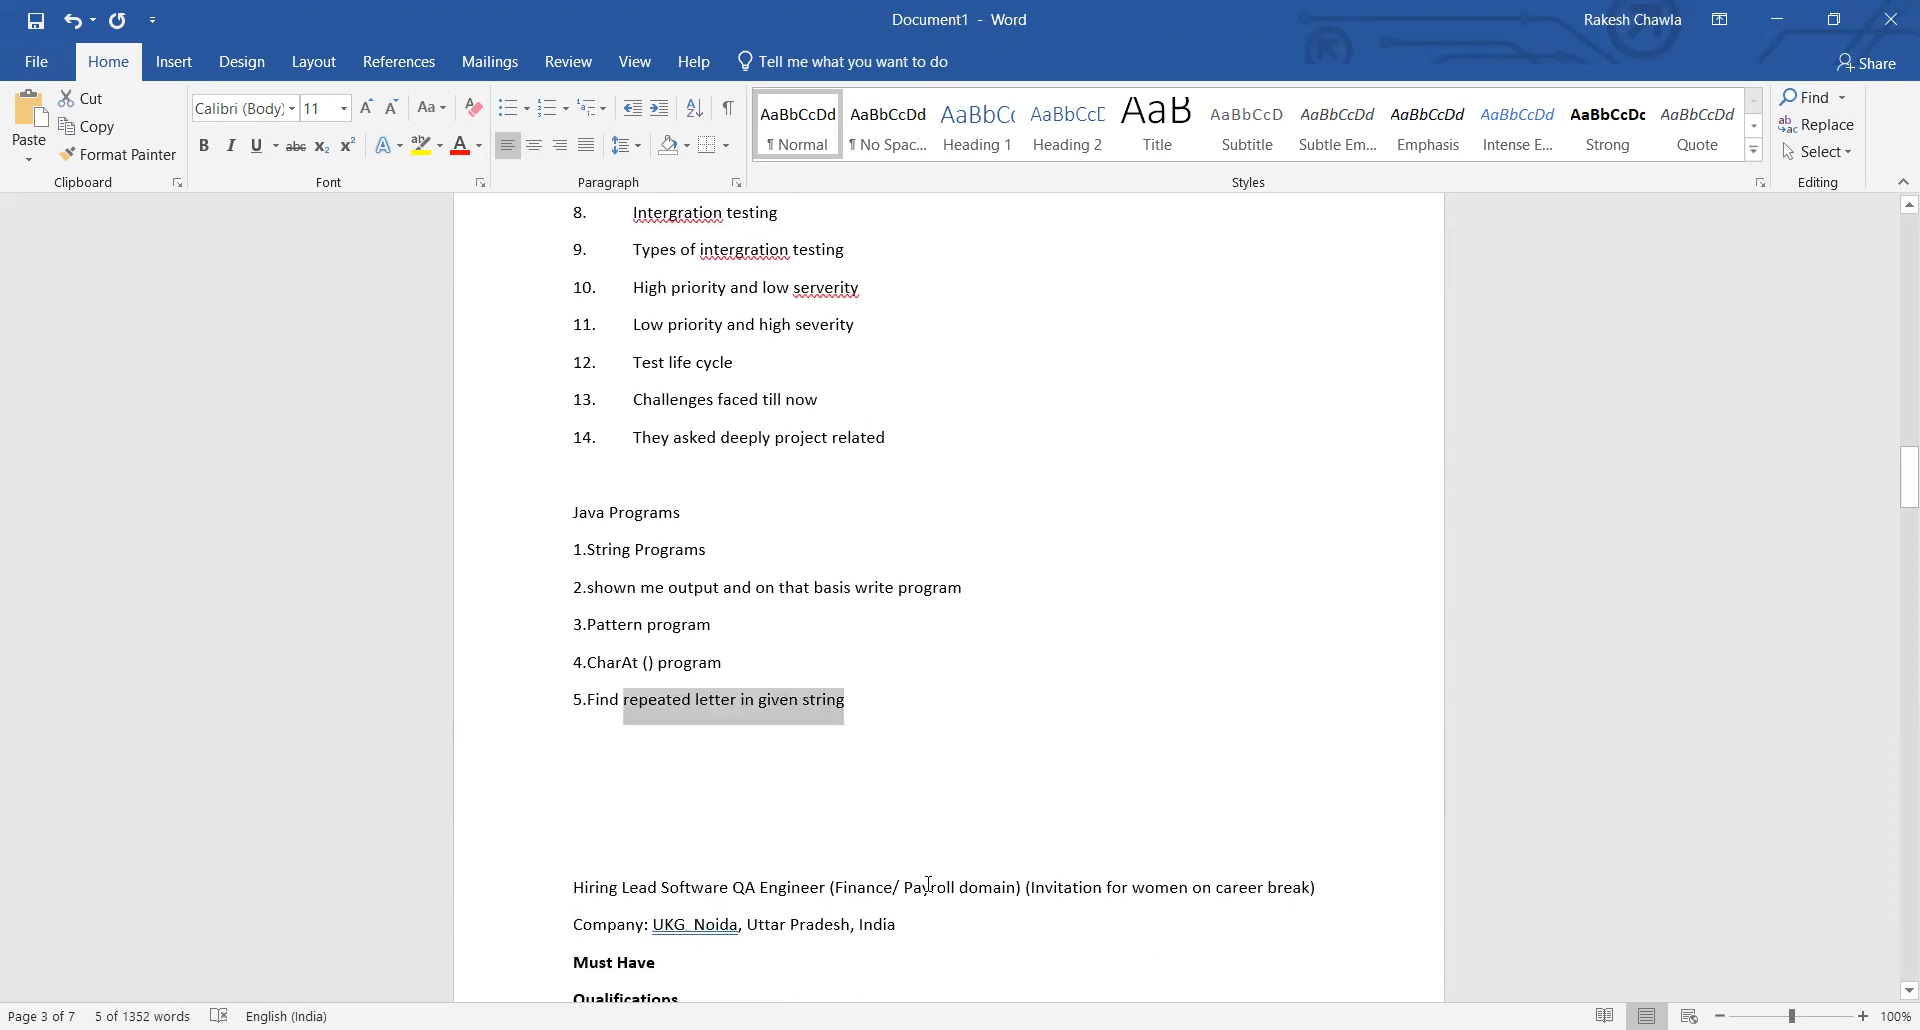 Document1 - Word
Rakesh Chawla
File Home Insert Design Layout References Mailings Review View Help Tell me what you want to do
Share
Paste
Cut
Copy
Format Painter
Clipboard
Calibri (Body) 11
Aa
B I U abc X2 X2 A A
Font
Paragraph
AaBbCcDd AaBbCcDd AaBbC( AaBbCcE AaB AaBbCcD AaBbCcDd AaBbCcDd AaBbCcDd AaBbCcDc AaBbCcDd
¶ Normal ¶ No Spac... Heading 1 Heading 2 Title Subtitle Subtle Em... Emphasis Intense E... Strong Quote
Styles
Find
Replace
Select
Editing
8. Intergration testing
9. Types of intergration testing
10. High priority and low serverity
11. Low priority and high severity
12. Test life cycle
13. Challenges faced till now
14. They asked deeply project related
Java Programs
1.String Programs
2.shown me output and on that basis write program
3.Pattern program
4.CharAt () program
5.Find repeated letter in given string
Hiring Lead Software QA Engineer (Finance/ Payroll domain) (Invitation for women on career break)
Company: UKG Noida, Uttar Pradesh, India
Must Have
Qualifications
Page 3 of 7 5 of 1352 words English (India) 100%